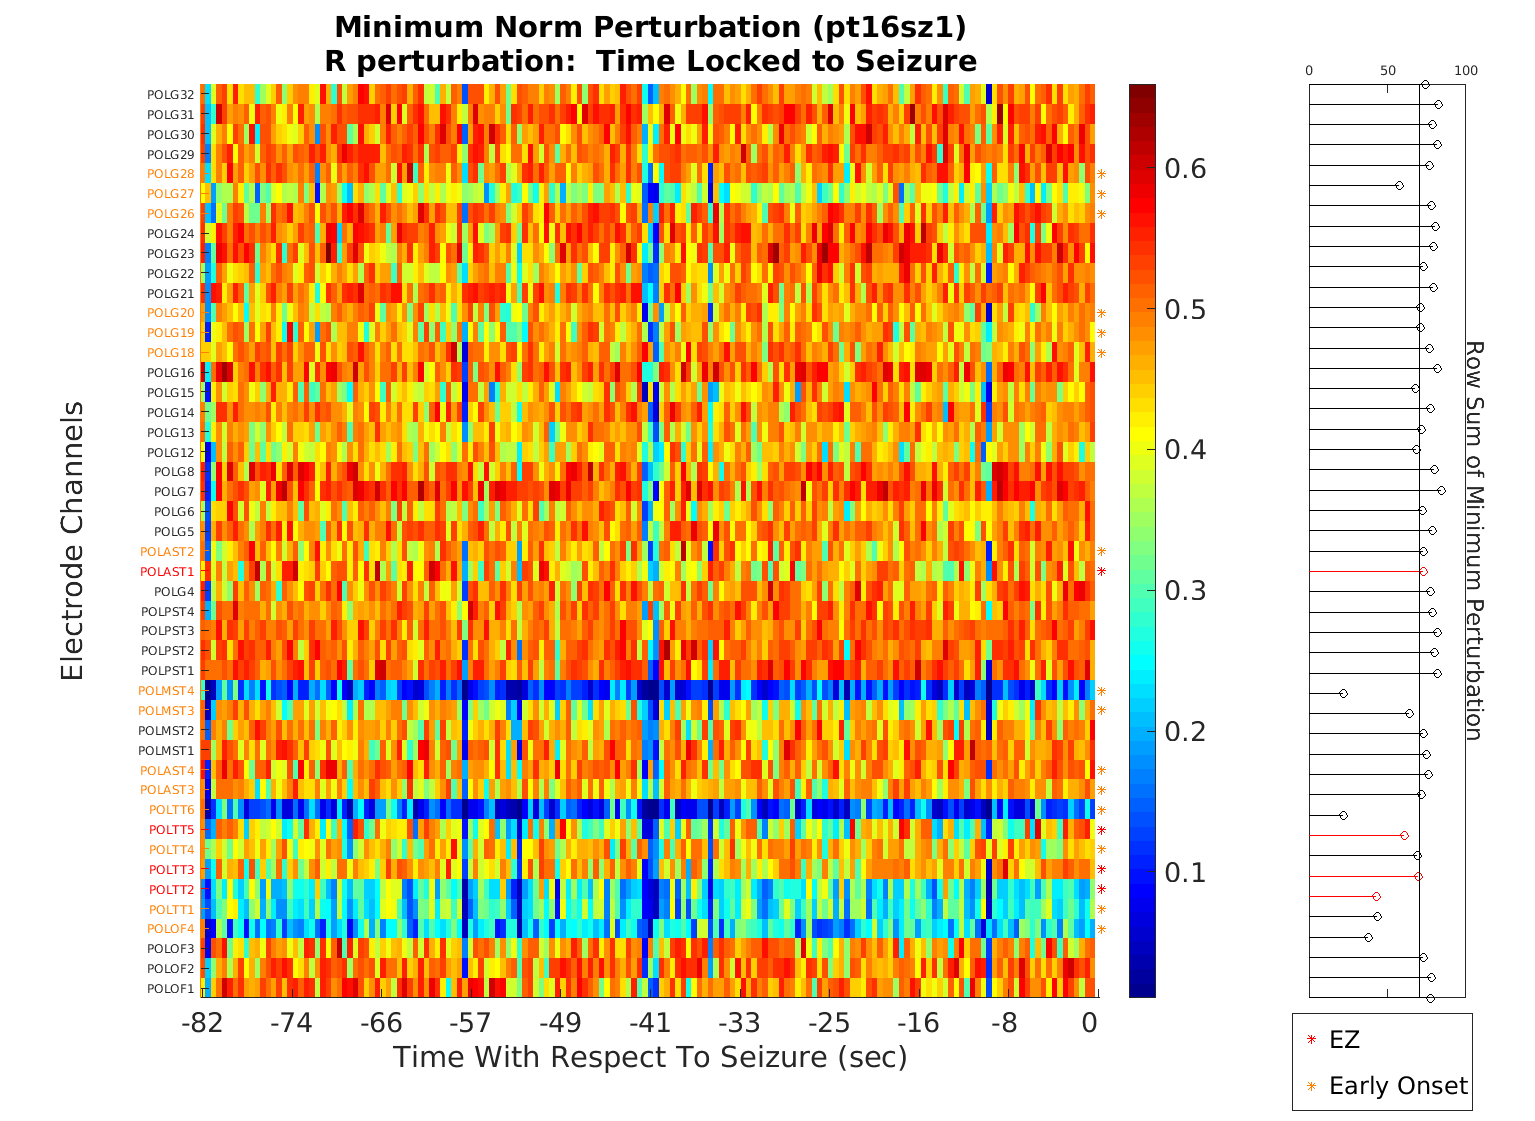 Minimum Norm Perturbation (pt16sz1)
R perturbation:  Time Locked to Seizure
Electrode Channels
POLG32
POLG31
POLG30
POLG29
POLG28
POLG27
POLG26
POLG24
POLG23
POLG22
POLG21
POLG20
POLG19
POLG18
POLG16
POLG15
POLG14
POLG13
POLG12
POLG8
POLG7
POLG6
POLG5
POLAST2
POLAST1
POLG4
POLPST4
POLPST3
POLPST2
POLPST1
POLMST4
POLMST3
POLMST2
POLMST1
POLAST4
POLAST3
POLTT6
POLTT5
POLTT4
POLTT3
POLTT2
POLTT1
POLOF4
POLOF3
POLOF2
POLOF1
-82 -74 -66 -57 -49 -41 -33 -25 -16 -8 0
Time With Respect To Seizure (sec)
0.6
0.5
0.4
0.3
0.2
0.1
0 50 100
Row Sum of Minimum Perturbation
EZ
Early Onset